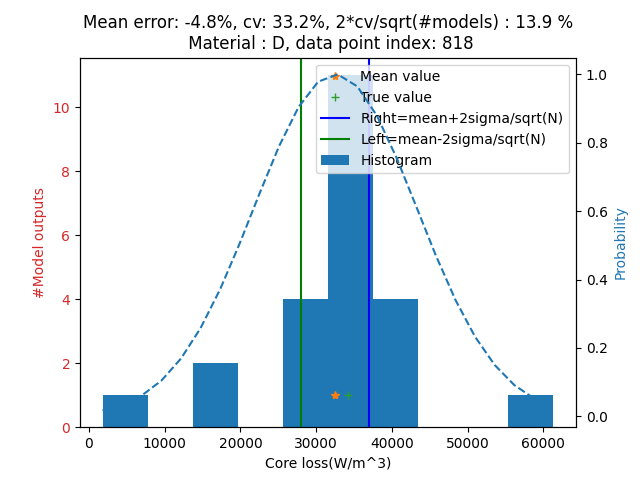 Mean error: -4.8%, cv: 33.2%, 2*cv/sqrt(#models) : 13.9 %
Material : D, data point index: 818
Mean value
True value
Right=mean+2sigma/sqrt(N)
Left=mean-2sigma/sqrt(N)
Histogram
#Model outputs
10
8
6
4
2
0
Probability
1.0
0.8
0.6
0.4
0.2
0.0
0 10000 20000 30000 40000 50000 60000
Core loss(W/m^3)